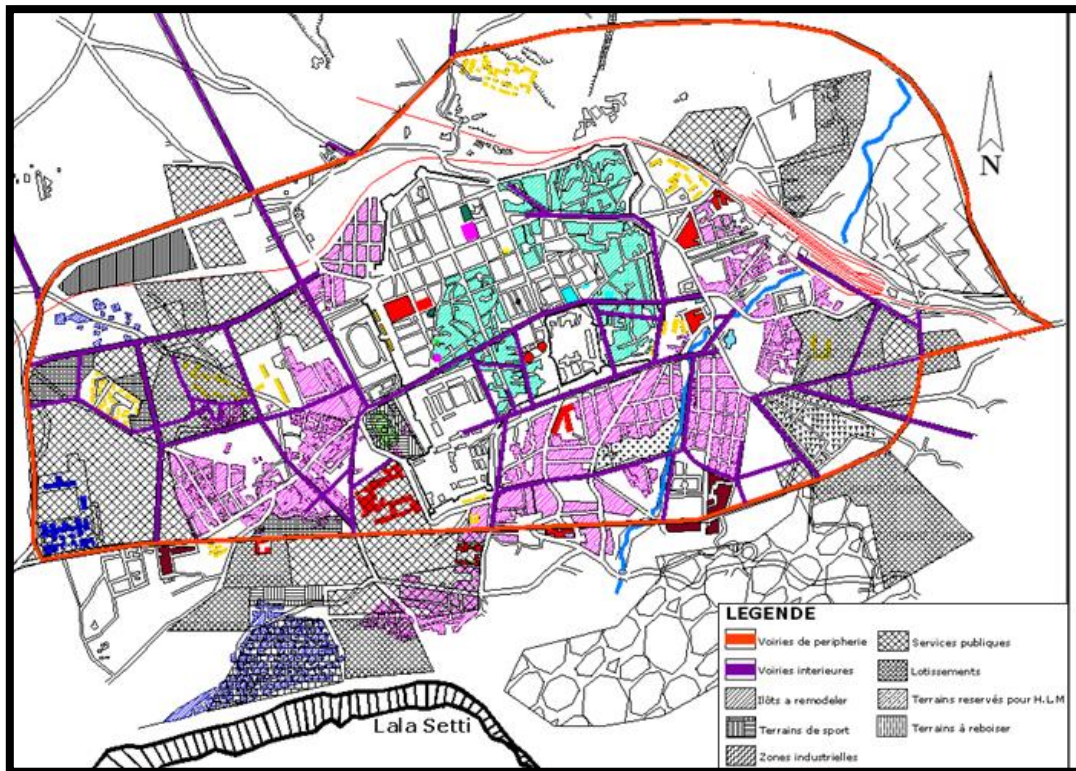 N
LEGENDE
Voiries de peripherie
Services publiques
Voiries interieures
Lotissements
Ilôts a remodeler
Terrains reservés pour H.L.M
Terrains de sport
Terrains à reboiser
Zones industrielles
Lala Setti